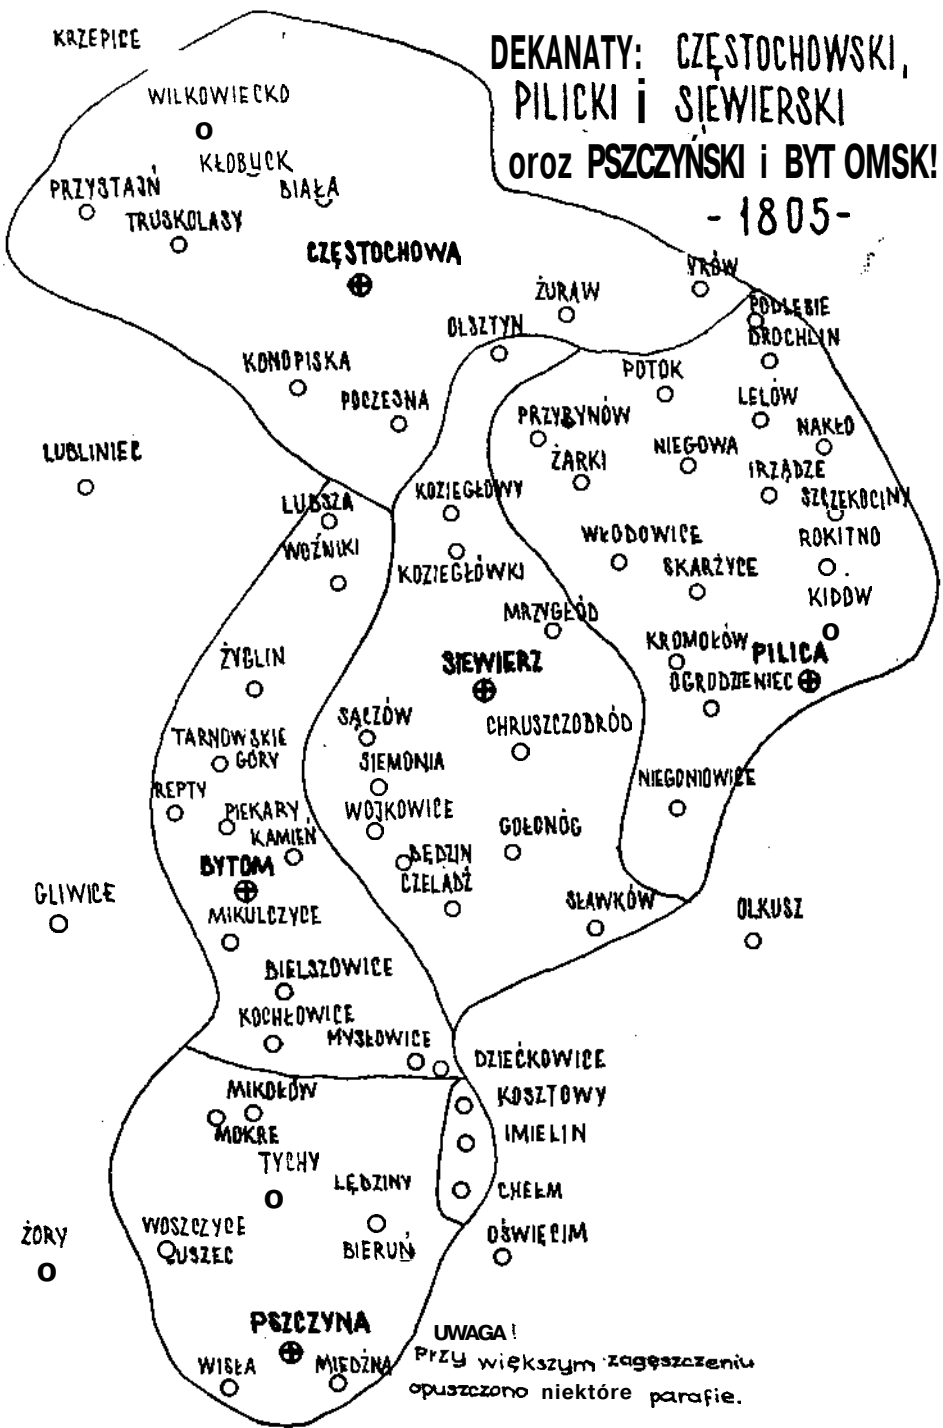 KRZEPICE
DEKANATY: CZĘSTOCHOWSKI,
PILICKI i SIEWIERSKI
oroz PSZCZYŃSKI i BYT OMSK!
- 1805 -
WILKOWIECKO
KŁOBUCK
PRZYSTAJŃ
BIAŁA
TRUSKOLASY
CZĘSTOCHOWA
ŻURAW
PODLESIE
OLSZTYN
DROCHLIN
KONOPISKA
POTOK
POCZESNA
LELÓW
PRZYBYNÓW
NAKŁO
LUBLINIEC
ŻARKI
NIEGOWA
IRZĄDZE
KOZIEGŁOWY
SZCZEKOCINY
LUBSZA
WOŹNIKI
WŁODOWICE
ROKITNO
KOZIEGŁÓWKI
SKARŻYCE
KIDÓW
MRZYGŁÓD
KROMOŁÓW
ŻYGLIN
SIEWIERZ
PILICA
OGRODZIENIEC
SĄCZÓW
CHRUSZCZOBRÓD
TARNOWSKIE
GÓRY
SIEMONIA
NIEGONIOWICE
REPTY
PIEKARY
WOJKOWICE
KAMIEŃ
GOŁONÓG
BYTOM
BĘDZIN
CZELADŹ
GLIWICE
SŁAWKÓW
OLKUSZ
MIKULCZYCE
BIELSZOWICE
KOCHŁOWICE
MYSŁOWICE
DZIEĆKOWICE
MIKOŁÓW
KOSZTOWY
MOKRE
IMIELIN
TYCHY
LĘDZINY
CHEŁM
ŻORY
WOSZCZYCE
BIERUŃ
OŚWIĘCIM
PSZCZYNA
UWAGA!
WISŁA
MIEDŹNA
Przy większym zagęszczeniu
opuszczono niektóre parafie.